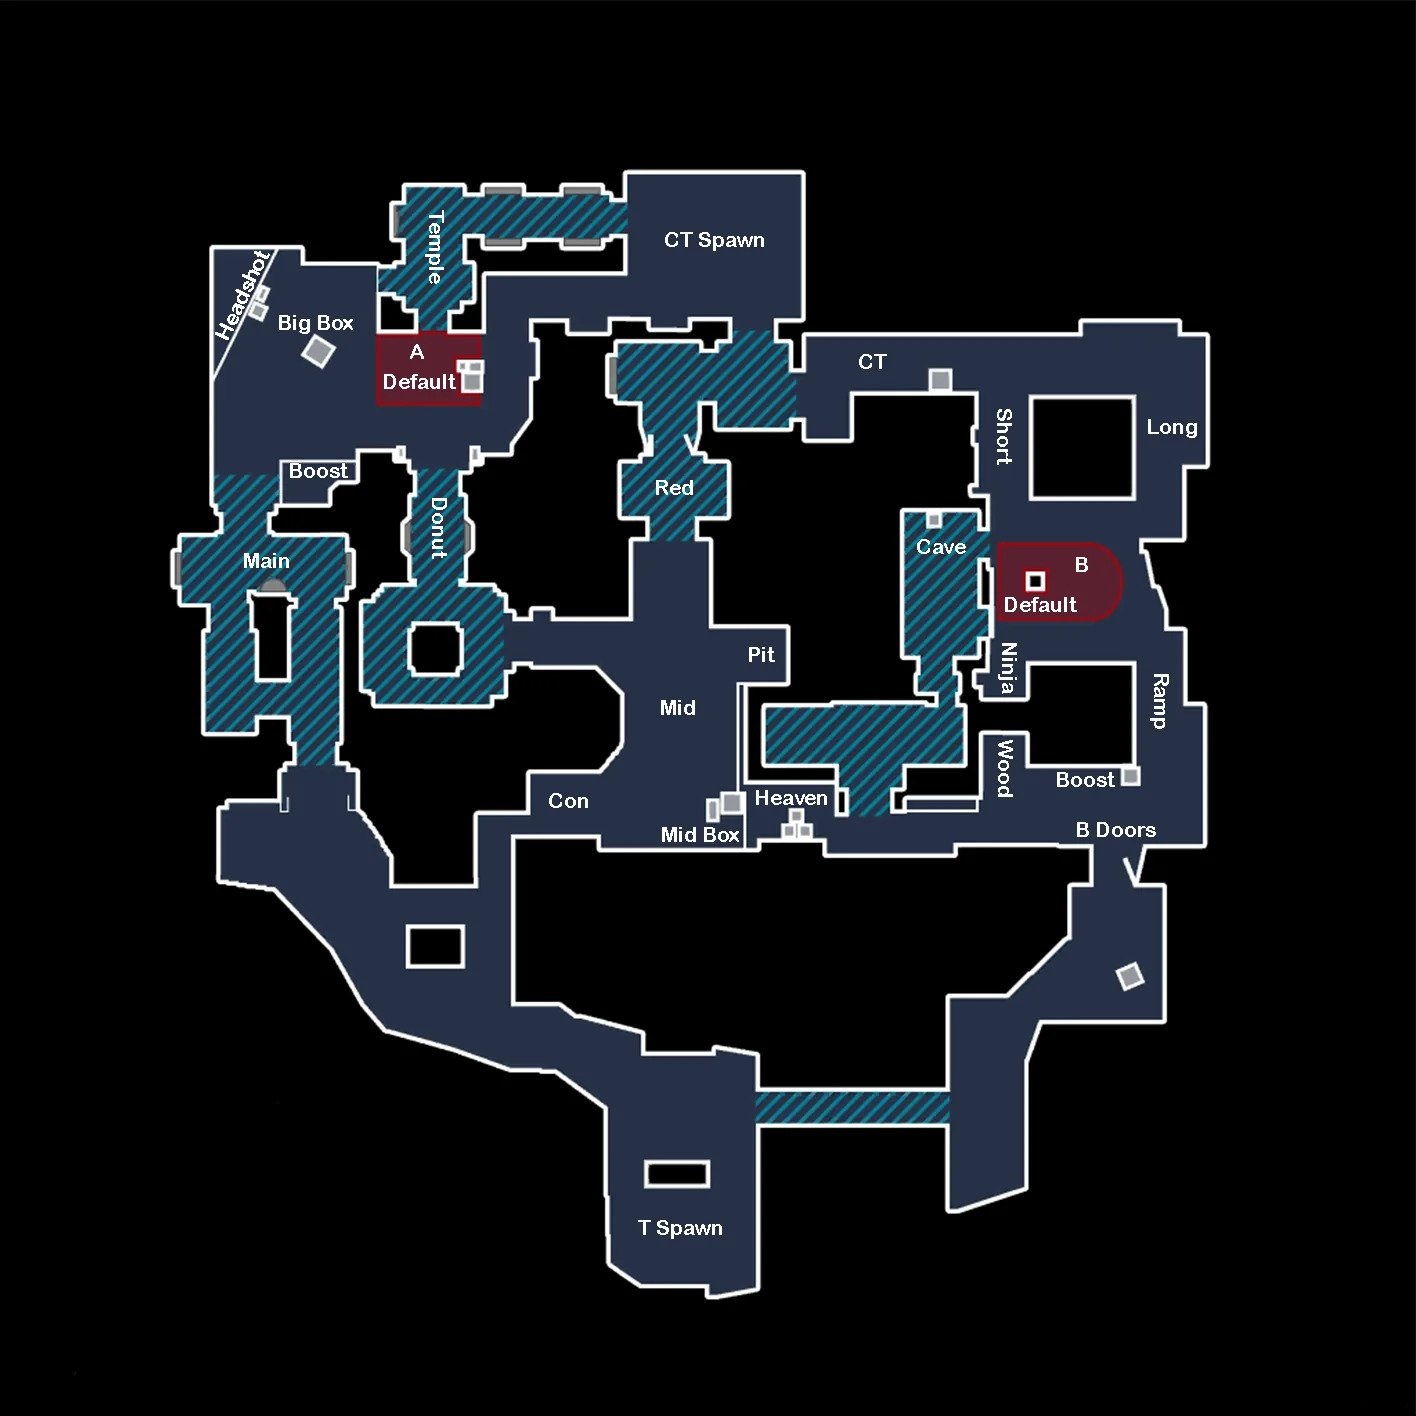 Temple
CT Spawn
Headshot
Big Box
A
Default
CT
Short
Long
Boost
Donut
Red
Main
Cave
B
Default
Pit
Ninja
Mid
Ramp
Con
Heaven
Wood
Boost
Mid Box
B Doors
T Spawn